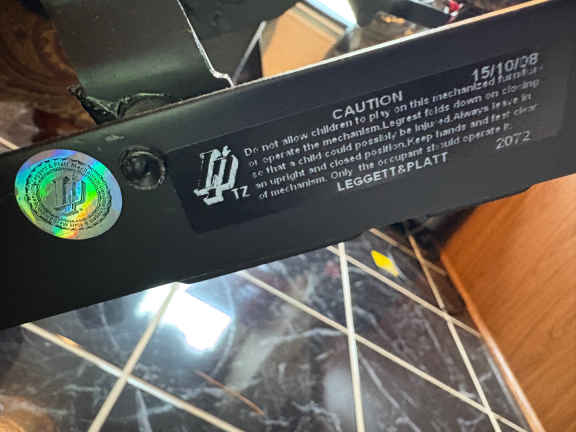 15/10/08
CAUTION
Do not allow children to play on this mechanized furnitur-
or operate the mechanism.Legrest folds down on closing
so that a child could possibly be injured.Always leave in
an upright and closed position.Keep hands and feet clear
of mechanism. Only the occupant should operate it.
TZ
LEGGETT&PLATT
2072